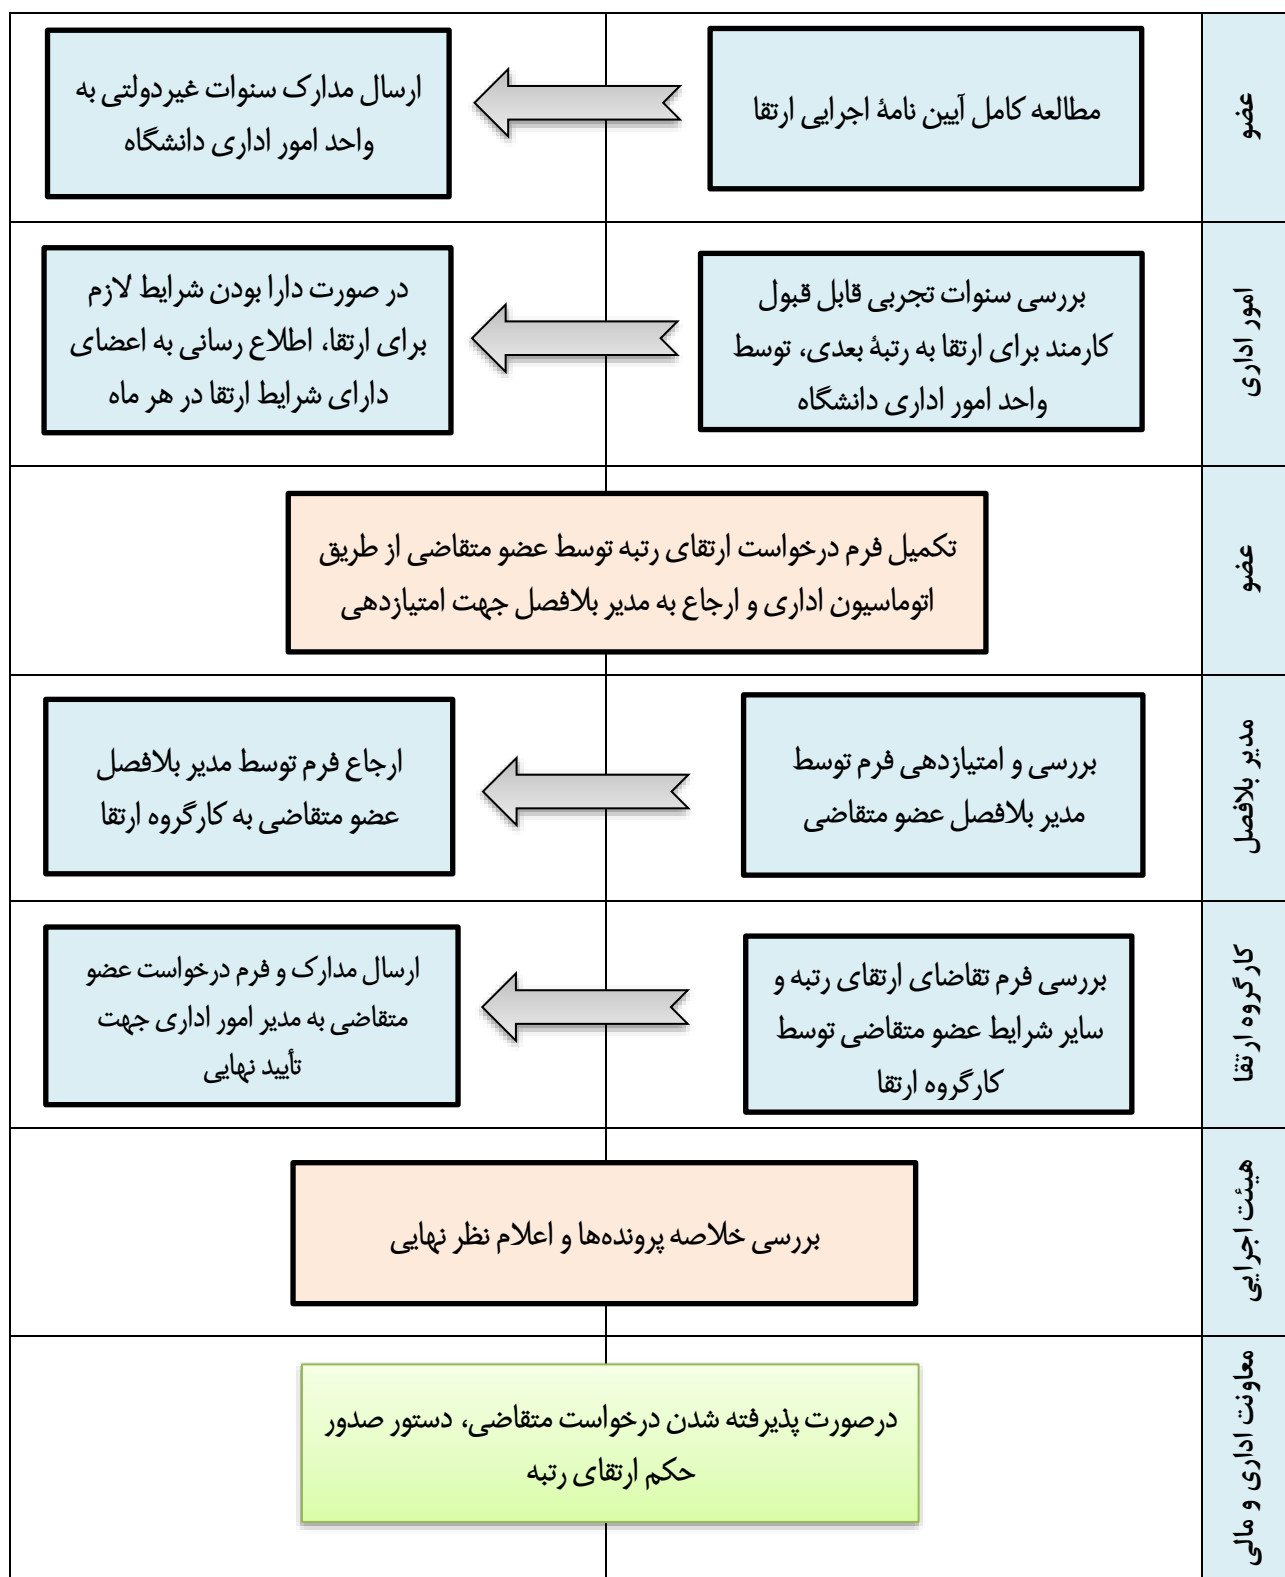 عضو
مطالعه کامل آیین نامهٔ اجرایی ارتقا
ارسال مدارک سنوات غیردولتی به
واحد امور اداری دانشگاه
امور اداری
بررسی سنوات تجربی قابل قبول
کارمند برای ارتقا به رتبهٔ بعدی، توسط
واحد امور اداری دانشگاه
در صورت دارا بودن شرایط لازم
برای ارتقا، اطلاع رسانی به اعضای
دارای شرایط ارتقا در هر ماه
عضو
تکمیل فرم درخواست ارتقای رتبه توسط عضو متقاضی از طریق
اتوماسیون اداری و ارجاع به مدیر بلافصل جهت امتیازدهی
مدیر بلافصل
بررسی و امتیازدهی فرم توسط
مدیر بلافصل عضو متقاضی
ارجاع فرم توسط مدیر بلافصل
عضو متقاضی به کارگروه ارتقا
کارگروه ارتقا
بررسی فرم تقاضای ارتقای رتبه و
سایر شرایط عضو متقاضی توسط
کارگروه ارتقا
ارسال مدارک و فرم درخواست عضو
متقاضی به مدیر امور اداری جهت
تأیید نهایی
هیئت اجرایی
بررسی خلاصه پرونده‌ها و اعلام نظر نهایی
معاونت اداری و مالی
درصورت پذیرفته شدن درخواست متقاضی، دستور صدور
حکم ارتقای رتبه